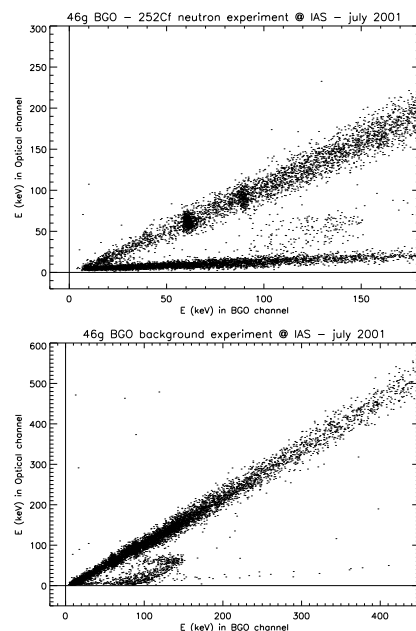 46g BGO – 252Cf neutron experiment @ IAS – july 2001
300
250
200
150
100
50
0
E (keV) in Optical channel
0 50 100 150
E (keV) in BGO channel
46g BGO background experiment @ IAS – july 2001
600
500
400
300
200
100
0
E (keV) in Optical channel
0 100 200 300 400
E (keV) in BGO channel